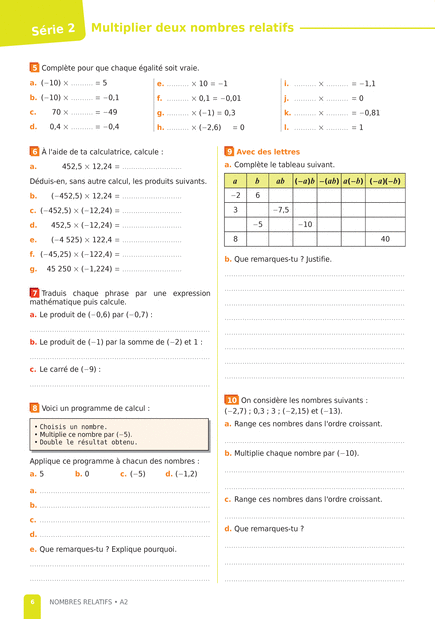 Série 2
Multiplier deux nombres relatifs
5 Complète pour que chaque égalité soit vraie.
a. (−10) × .......... = 5
b. (−10) × .......... = −0,1
c. 70 × .......... = −49
d. 0,4 × .......... = −0,4
e. .......... × 10 = −1
f. .......... × 0,1 = −0,01
g. .......... × (−1) = 0,3
h. .......... × (−2,6) = 0
i. .......... × .......... = −1,1
j. .......... × .......... = 0
k. .......... × .......... = −0,81
l. .......... × .......... = 1
6 À l'aide de ta calculatrice, calcule :
a. 452,5 × 12,24 = ............................
Déduis-en, sans autre calcul, les produits suivants.
b. (−452,5) × 12,24 = ............................
c. (−452,5) × (−12,24) = ............................
d. 452,5 × (−12,24) = ............................
e. (−4 525) × 122,4 = ............................
f. (−45,25) × (−122,4) = ............................
g. 45 250 × (−1,224) = ............................
7 Traduis chaque phrase par une expression
mathématique puis calcule.
a. Le produit de (−0,6) par (−0,7) :
b. Le produit de (−1) par la somme de (−2) et 1 :
c. Le carré de (−9) :
8 Voici un programme de calcul :
• Choisis un nombre.
• Multiplie ce nombre par (−5).
• Double le résultat obtenu.
Applique ce programme à chacun des nombres :
a. 5 b. 0 c. (−5) d. (−1,2)
a.
b.
c.
d.
e. Que remarques-tu ? Explique pourquoi.
9 Avec des lettres
a. Complète le tableau suivant.
a b ab (−a)b −(ab) a(−b) (−a)(−b)
−2 6
3 −7,5
−5 −10
8 40
b. Que remarques-tu ? Justifie.
10 On considère les nombres suivants :
(−2,7) ; 0,3 ; 3 ; (−2,15) et (−13).
a. Range ces nombres dans l'ordre croissant.
b. Multiplie chaque nombre par (−10).
c. Range ces nombres dans l'ordre croissant.
d. Que remarques-tu ?
6 NOMBRES RELATIFS • A2